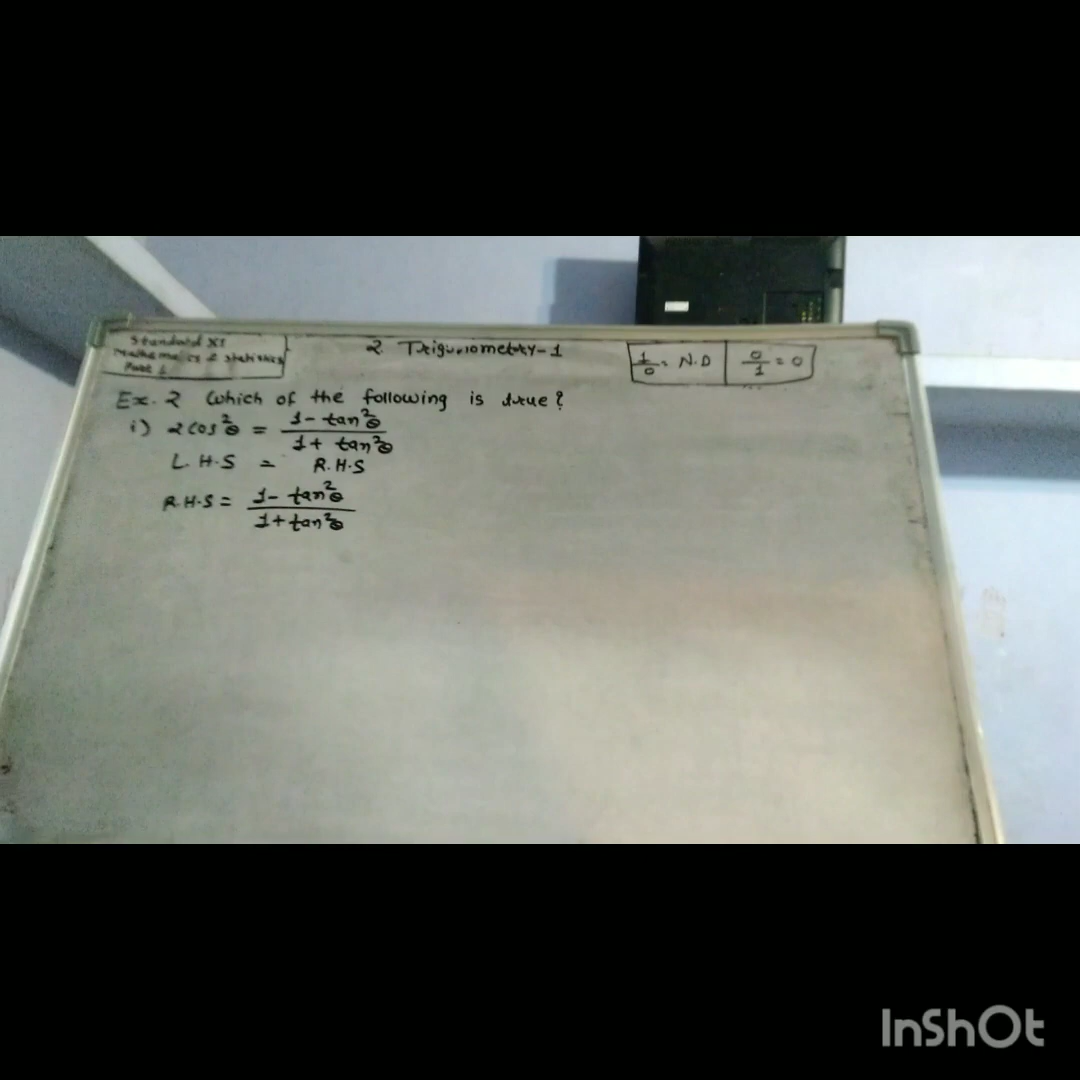 Standard XI
Mathematics & statistics
Part 1
2. Trigonometry-1
1/0 = N.D
0/1 = 0
Ex. 2 which of the following is true?
i) 2cos²θ = 1 - tan²θ / 1 + tan²θ
L.H.S = R.H.S
R.H.S = 1 - tan²θ / 1 + tan²θ
InShOt